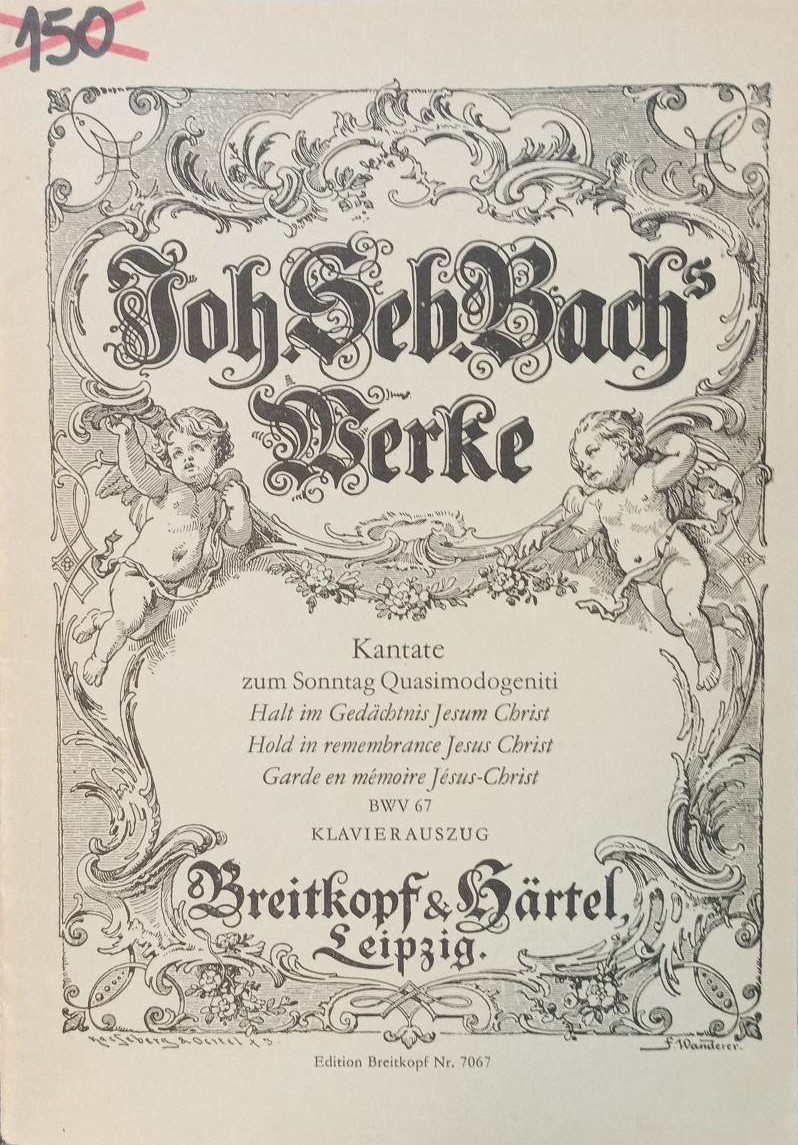 150
Joh. Seb. Bachs
Werke
Kantate
zum Sonntag Quasimodogeniti
Halt im Gedächtnis Jesum Christ
Hold in remembrance Jesus Christ
Garde en mémoire Jésus-Christ
BWV 67
KLAVIERAUSZUG
Breitkopf & Härtel,
Leipzig.
F. Wanderer.
Edition Breitkopf Nr. 7067